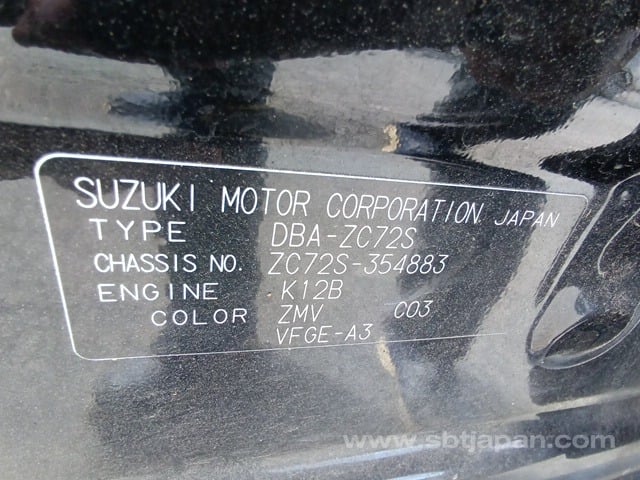 SUZUKI MOTOR CORPORATION JAPAN
TYPE DBA-ZC72S
CHASSIS NO. ZC72S-354883
ENGINE K12B
COLOR ZMV C03
VFGE-A3
www.sbtjapan.com